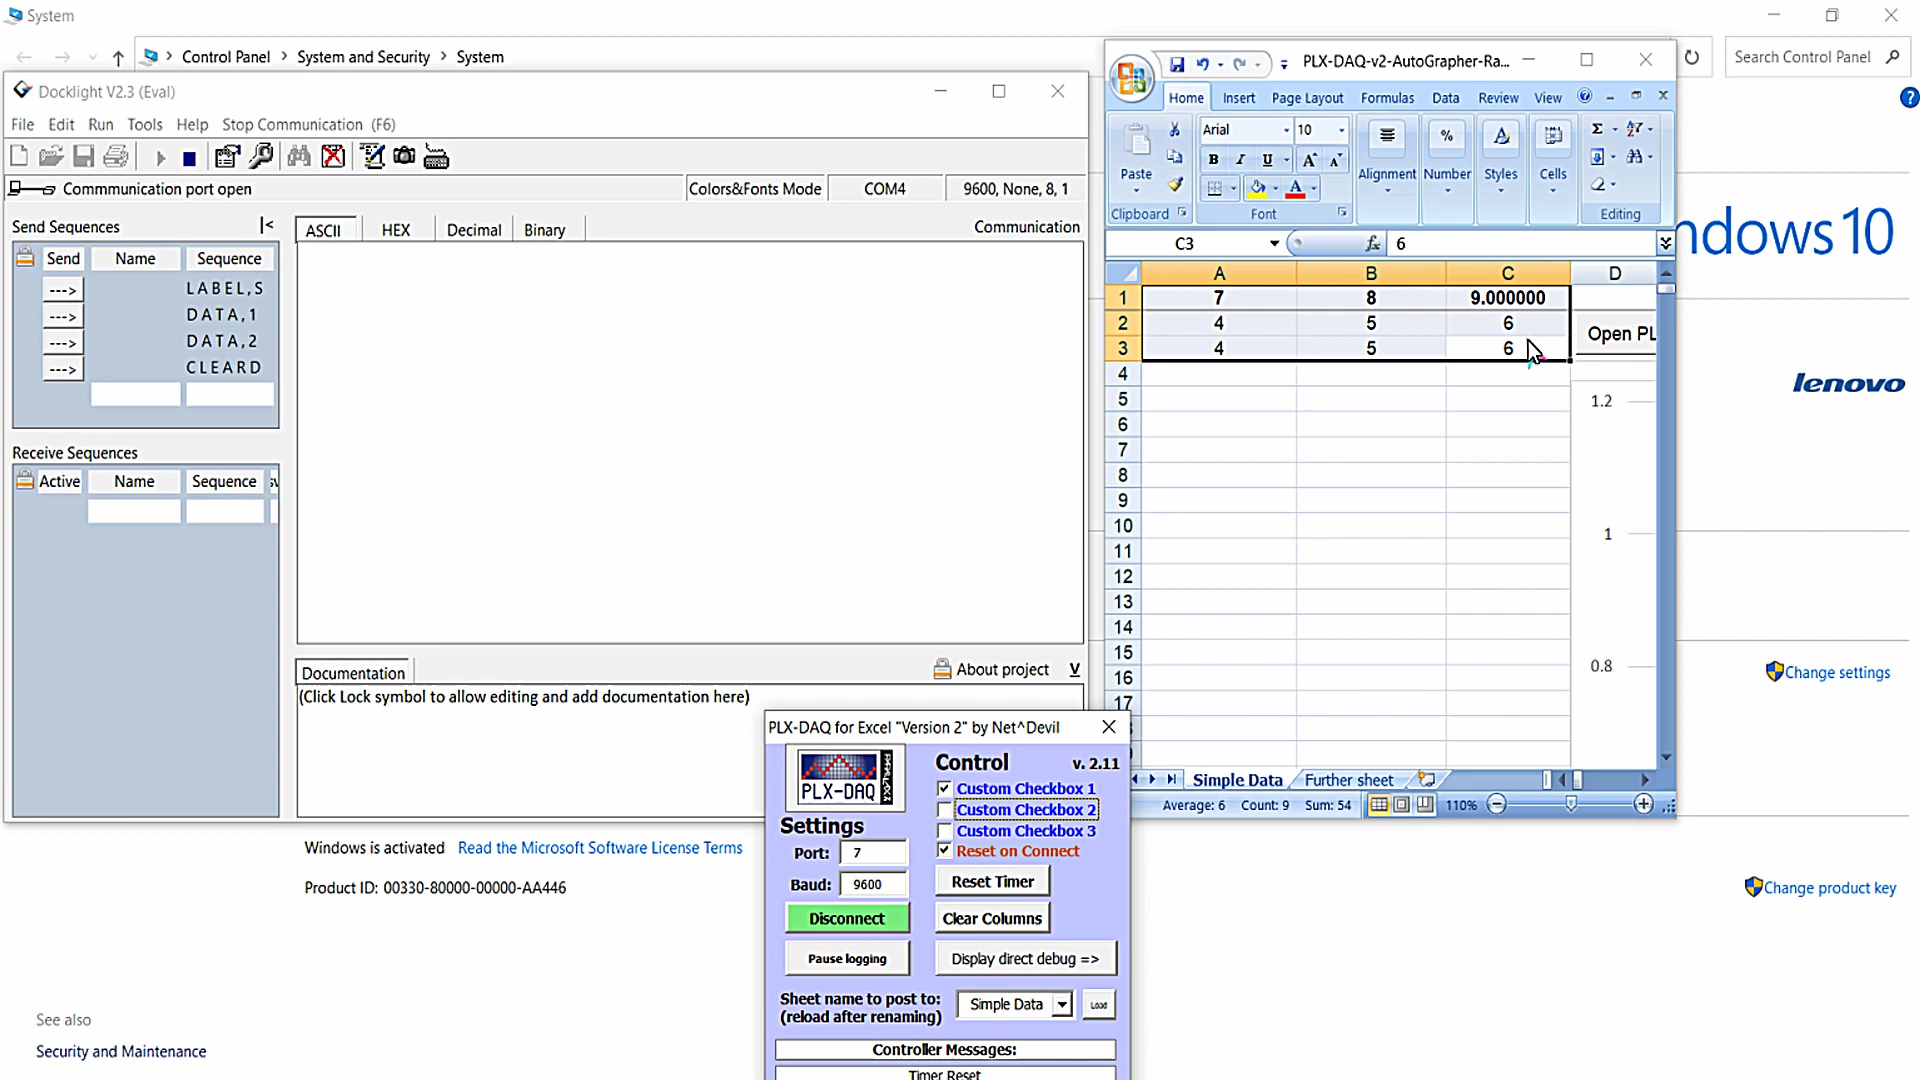 System
Control Panel > System and Security > System
Search Control Panel
Docklight V2.3 (Eval)
File Edit Run Tools Help Stop Communication (F6)
Commmunication port open
Colors&Fonts Mode COM4 9600, None, 8, 1
Send Sequences
Send Name Sequence
---> LABEL,S
---> DATA,1
---> DATA,2
---> CLEARD
Receive Sequences
Active Name Sequence
ASCII HEX Decimal Binary Communication
Documentation About project V
(Click Lock symbol to allow editing and add documentation here)
PLX-DAQ-v2-AutoGrapher-Ra...
Home Insert Page Layout Formulas Data Review View
Paste
Arial 10
B I U A A
Alignment Number Styles Cells
Clipboard Font Editing
C3 fx 6
A B C D
1 7 8 9.000000
2 4 5 6
3 4 5 6
Open PL
4
5
6
7
8
9
10
11
12
13
14
15
16
17
1.2
1
0.8
Simple Data Further sheet
Average: 6 Count: 9 Sum: 54 110%
ndows 10
lenovo
Change settings
Change product key
PLX-DAQ for Excel "Version 2" by Net^Devil
PLX-DAQ
PARALLAX
Control v. 2.11
Custom Checkbox 1
Custom Checkbox 2
Custom Checkbox 3
Reset on Connect
Settings
Port: 7
Baud: 9600
Reset Timer
Disconnect
Clear Columns
Pause logging
Display direct debug =>
Sheet name to post to:
(reload after renaming)
Simple Data Load
Controller Messages:
Timer Reset
Windows is activated Read the Microsoft Software License Terms
Product ID: 00330-80000-00000-AA446
See also
Security and Maintenance